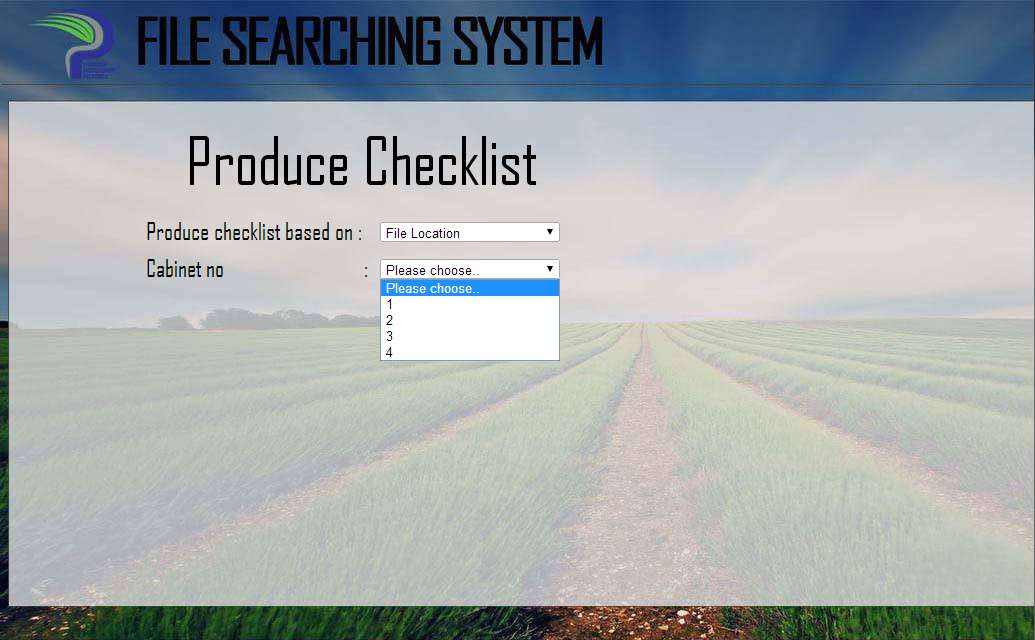 FILE SEARCHING SYSTEM
Produce Checklist
Produce checklist based on : File Location
Cabinet no : Please choose..
Please choose..
1
2
3
4